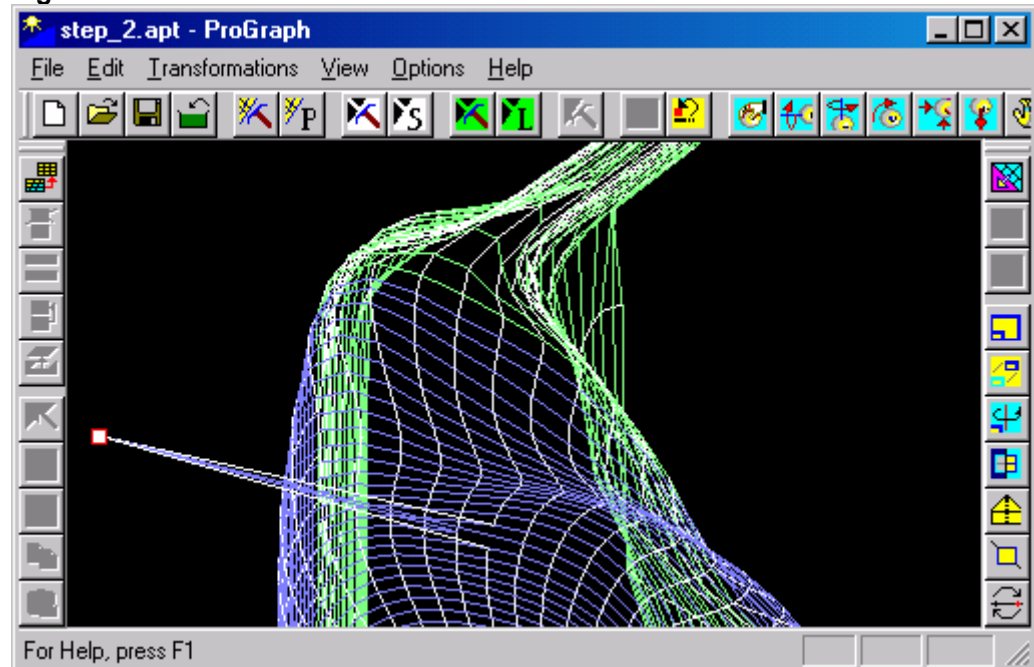 step_2.apt - ProGraph
File Edit Transformations View Options Help
P S L
For Help, press F1